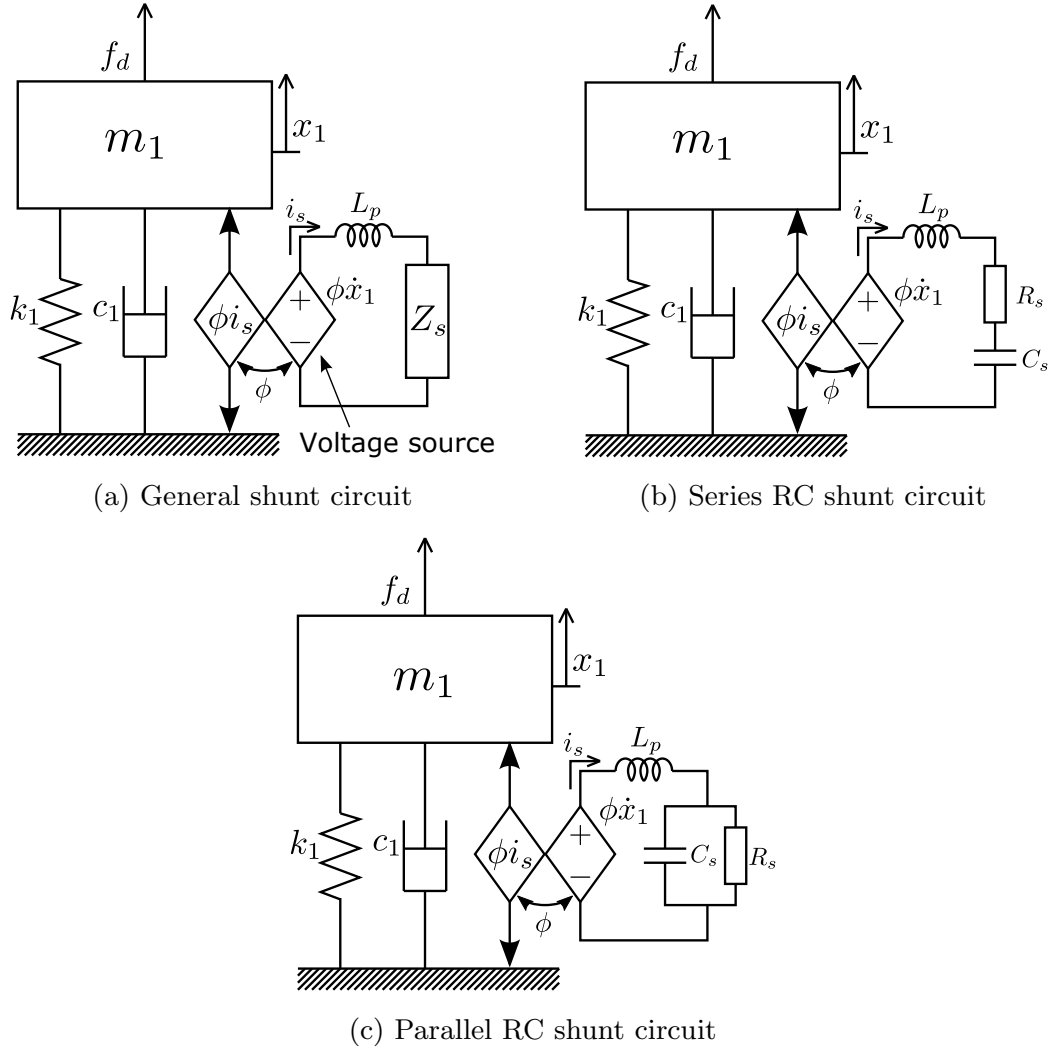 f_d
m_1
x_1
k_1
c_1
ϕi_s
ϕ
i_s
L_p
+
−
ϕẋ_1
Z_s
Voltage source
(a) General shunt circuit
f_d
m_1
x_1
k_1
c_1
ϕi_s
ϕ
i_s
L_p
+
−
ϕẋ_1
R_s
C_s
(b) Series RC shunt circuit
f_d
m_1
x_1
k_1
c_1
ϕi_s
ϕ
i_s
L_p
+
−
ϕẋ_1
C_s
R_s
(c) Parallel RC shunt circuit